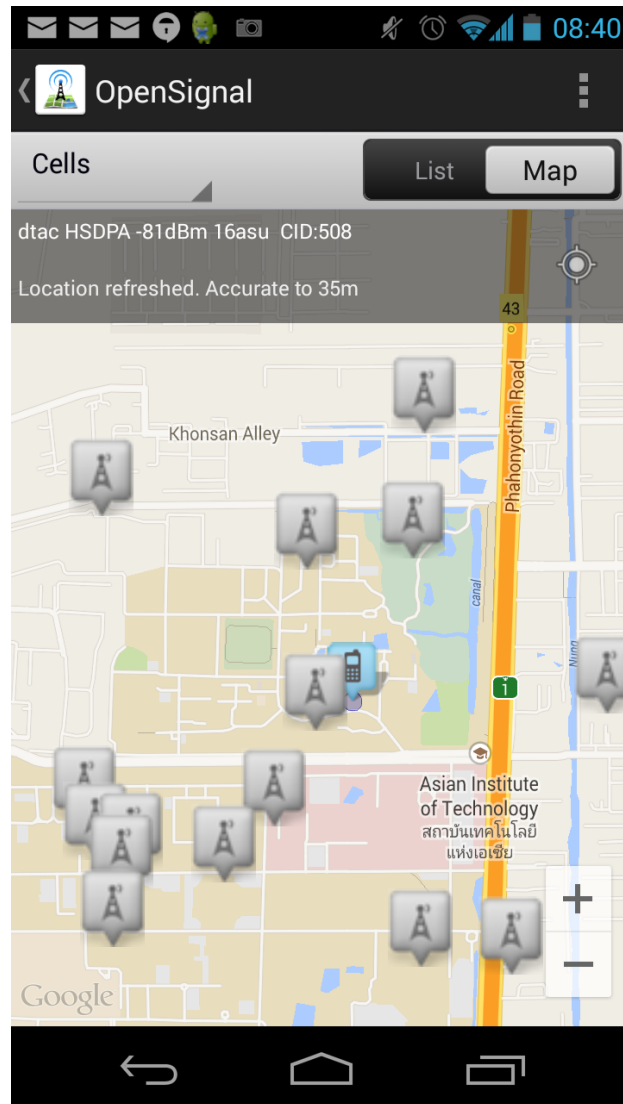 08:40
OpenSignal
Cells
List
Map
dtac HSDPA -81dBm 16asu CID:508
Location refreshed. Accurate to 35m
43
Phahonyothin Road
Khonsan Alley
canal
Nung
1
Asian Institute
of Technology
สถาบันเทคโนโลยี
แห่งเอเชีย
+
−
Google